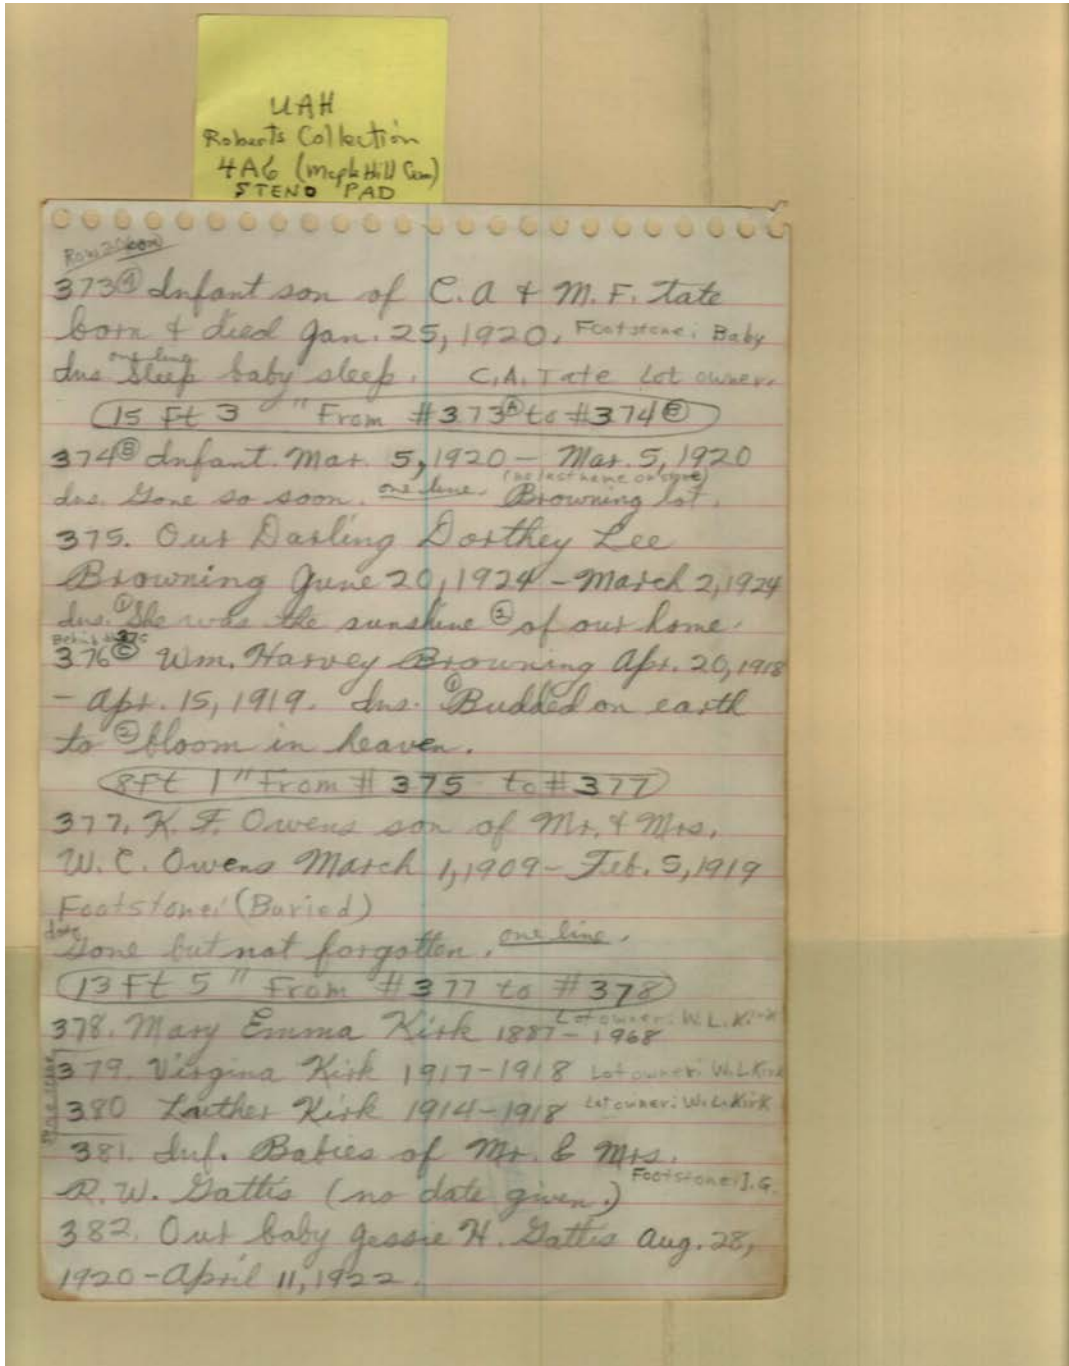 UAH
Roberts Collection
4A6 (Maple Hill Cem)
STENO PAD
Row 20
373Ⓐ Infant son of C.A & M.F. Tate
born & died Jan. 25, 1920. Footstone: Baby
Ins one line Sleep baby sleep. C.A. Tate Lot owner.
15 Ft 3 " From #373Ⓐ to #374Ⓑ
374Ⓑ Infant. Mar. 5, 1920 - Mar. 5, 1920
(no last name on stone)
Ins. Gone so soon. one line. Browning lot.
375. Our Darling Dorthey Lee
Browning June 20, 1924 - March 2, 1924
Ins. ① She was the sunshine ② of our home.
Behind #375
376Ⓒ Wm. Harvey Browning Apr. 20, 1918
- Apr. 15, 1919. Ins. ① Budded on earth
to ② bloom in heaven.
8Ft 1" From # 375 to # 377
377. K. F. Owens son of Mr. & Mrs.
W. C. Owens March 1, 1909 - Feb. 5, 1919
Footstone: (Buried)
Ins Gone but not forgotten. one line.
13 Ft 5 " From #377 to #378
Lot owner: W. L. Kirk
378. Mary Emma Kirk 1887-1968
379. Virgina Kirk 1917-1918 Lot owner: W. L. Kirk
380 Luther Kirk 1914-1918 Lot owner: W. L. Kirk
381. Inf. Babies of Mr. & Mrs.
R. W. Gattis (no date given.) Footstone: I. G.
382. Our baby Jessie H. Gattis Aug. 28,
1920 - April 11, 1922.